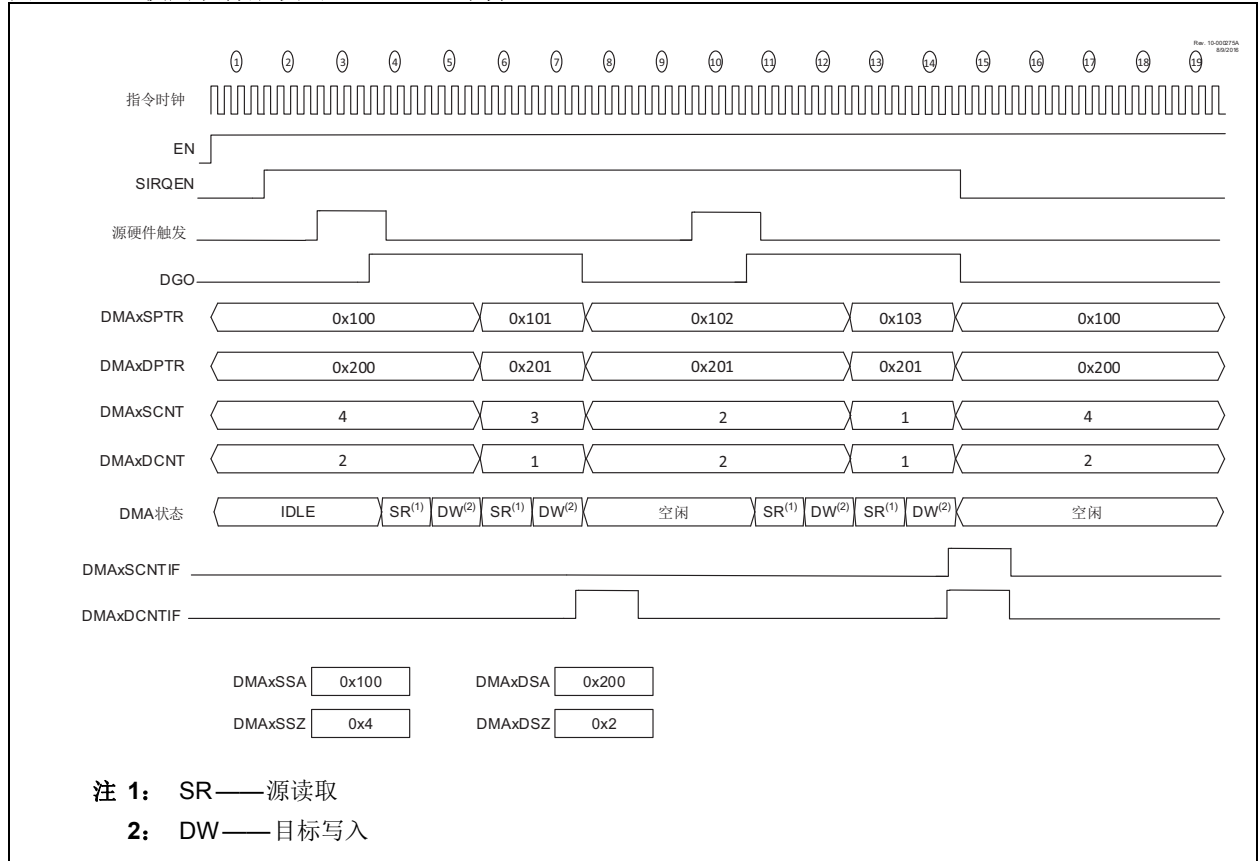 Rev. 10-000275A
8/9/2016
1 2 3 4 5 6 7 8 9 10 11 12 13 14 15 16 17 18 19
指令时钟
EN
SIRQEN
源硬件触发
DGO
DMAxSPTR 0x100 0x101 0x102 0x103 0x100
DMAxDPTR 0x200 0x201 0x201 0x201 0x200
DMAxSCNT 4 3 2 1 4
DMAxDCNT 2 1 2 1 2
DMA状态 IDLE SR(1) DW(2) SR(1) DW(2) 空闲 SR(1) DW(2) SR(1) DW(2) 空闲
DMAxSCNTIF
DMAxDCNTIF
DMAxSSA 0x100 DMAxDSA 0x200
DMAxSSZ 0x4 DMAxDSZ 0x2
注 1： SR——源读取
2： DW——目标写入